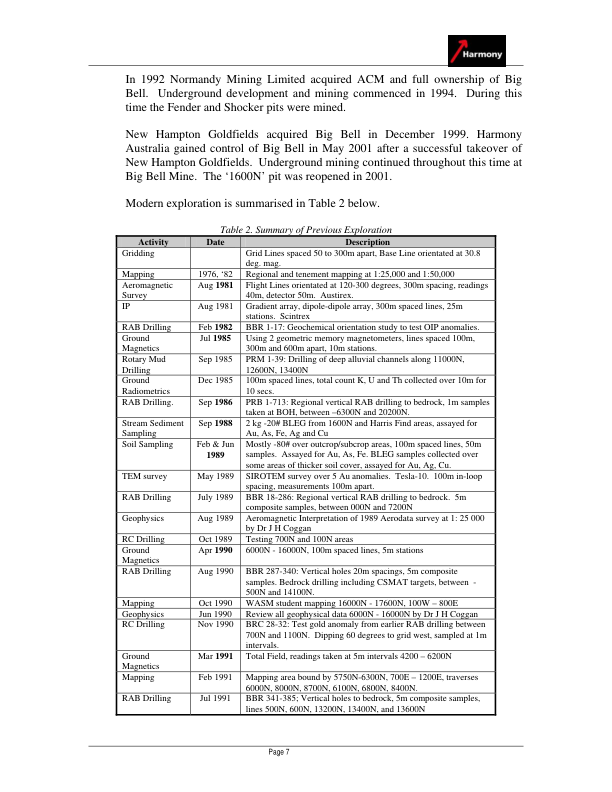 Harmony
In 1992 Normandy Mining Limited acquired ACM and full ownership of Big
Bell. Underground development and mining commenced in 1994. During this
time the Fender and Shocker pits were mined.
New Hampton Goldfields acquired Big Bell in December 1999. Harmony
Australia gained control of Big Bell in May 2001 after a successful takeover of
New Hampton Goldfields. Underground mining continued throughout this time at
Big Bell Mine. The ‘1600N’ pit was reopened in 2001.
Modern exploration is summarised in Table 2 below.
Table 2. Summary of Previous Exploration
Activity Date Description
Gridding Grid Lines spaced 50 to 300m apart, Base Line orientated at 30.8
deg. mag.
Mapping 1976, ‘82 Regional and tenement mapping at 1:25,000 and 1:50,000
Aeromagnetic Aug 1981 Flight Lines orientated at 120-300 degrees, 300m spacing, readings
Survey 40m, detector 50m. Austirex.
IP Aug 1981 Gradient array, dipole-dipole array, 300m spaced lines, 25m
stations. Scintrex
RAB Drilling Feb 1982 BBR 1-17: Geochemical orientation study to test OIP anomalies.
Ground Jul 1985 Using 2 geometric memory magnetometers, lines spaced 100m,
Magnetics 300m and 600m apart, 10m stations.
Rotary Mud Sep 1985 PRM 1-39: Drilling of deep alluvial channels along 11000N,
Drilling 12600N, 13400N
Ground Dec 1985 100m spaced lines, total count K, U and Th collected over 10m for
Radiometrics 10 secs.
RAB Drilling. Sep 1986 PRB 1-713: Regional vertical RAB drilling to bedrock, 1m samples
taken at BOH, between –6300N and 20200N.
Stream Sediment Sep 1988 2 kg -20# BLEG from 1600N and Harris Find areas, assayed for
Sampling Au, As, Fe, Ag and Cu
Soil Sampling Feb & Jun Mostly -80# over outcrop/subcrop areas, 100m spaced lines, 50m
1989 samples. Assayed for Au, As, Fe. BLEG samples collected over
some areas of thicker soil cover, assayed for Au, Ag, Cu.
TEM survey May 1989 SIROTEM survey over 5 Au anomalies. Tesla-10. 100m in-loop
spacing, measurements 100m apart.
RAB Drilling July 1989 BBR 18-286: Regional vertical RAB drilling to bedrock. 5m
composite samples, between 000N and 7200N
Geophysics Aug 1989 Aeromagnetic Interpretation of 1989 Aerodata survey at 1: 25 000
by Dr J H Coggan
RC Drilling Oct 1989 Testing 700N and 100N areas
Ground Apr 1990 6000N - 16000N, 100m spaced lines, 5m stations
Magnetics
RAB Drilling Aug 1990 BBR 287-340: Vertical holes 20m spacings, 5m composite
samples. Bedrock drilling including CSMAT targets, between -
500N and 14100N.
Mapping Oct 1990 WASM student mapping 16000N - 17600N, 100W – 800E
Geophysics Jun 1990 Review all geophysical data 6000N - 16000N by Dr J H Coggan
RC Drilling Nov 1990 BRC 28-32: Test gold anomaly from earlier RAB drilling between
700N and 1100N. Dipping 60 degrees to grid west, sampled at 1m
intervals.
Ground Mar 1991 Total Field, readings taken at 5m intervals 4200 – 6200N
Magnetics
Mapping Feb 1991 Mapping area bound by 5750N-6300N, 700E – 1200E, traverses
6000N, 8000N, 8700N, 6100N, 6800N, 8400N.
RAB Drilling Jul 1991 BBR 341-385; Vertical holes to bedrock, 5m composite samples,
lines 500N, 600N, 13200N, 13400N, and 13600N
Page 7